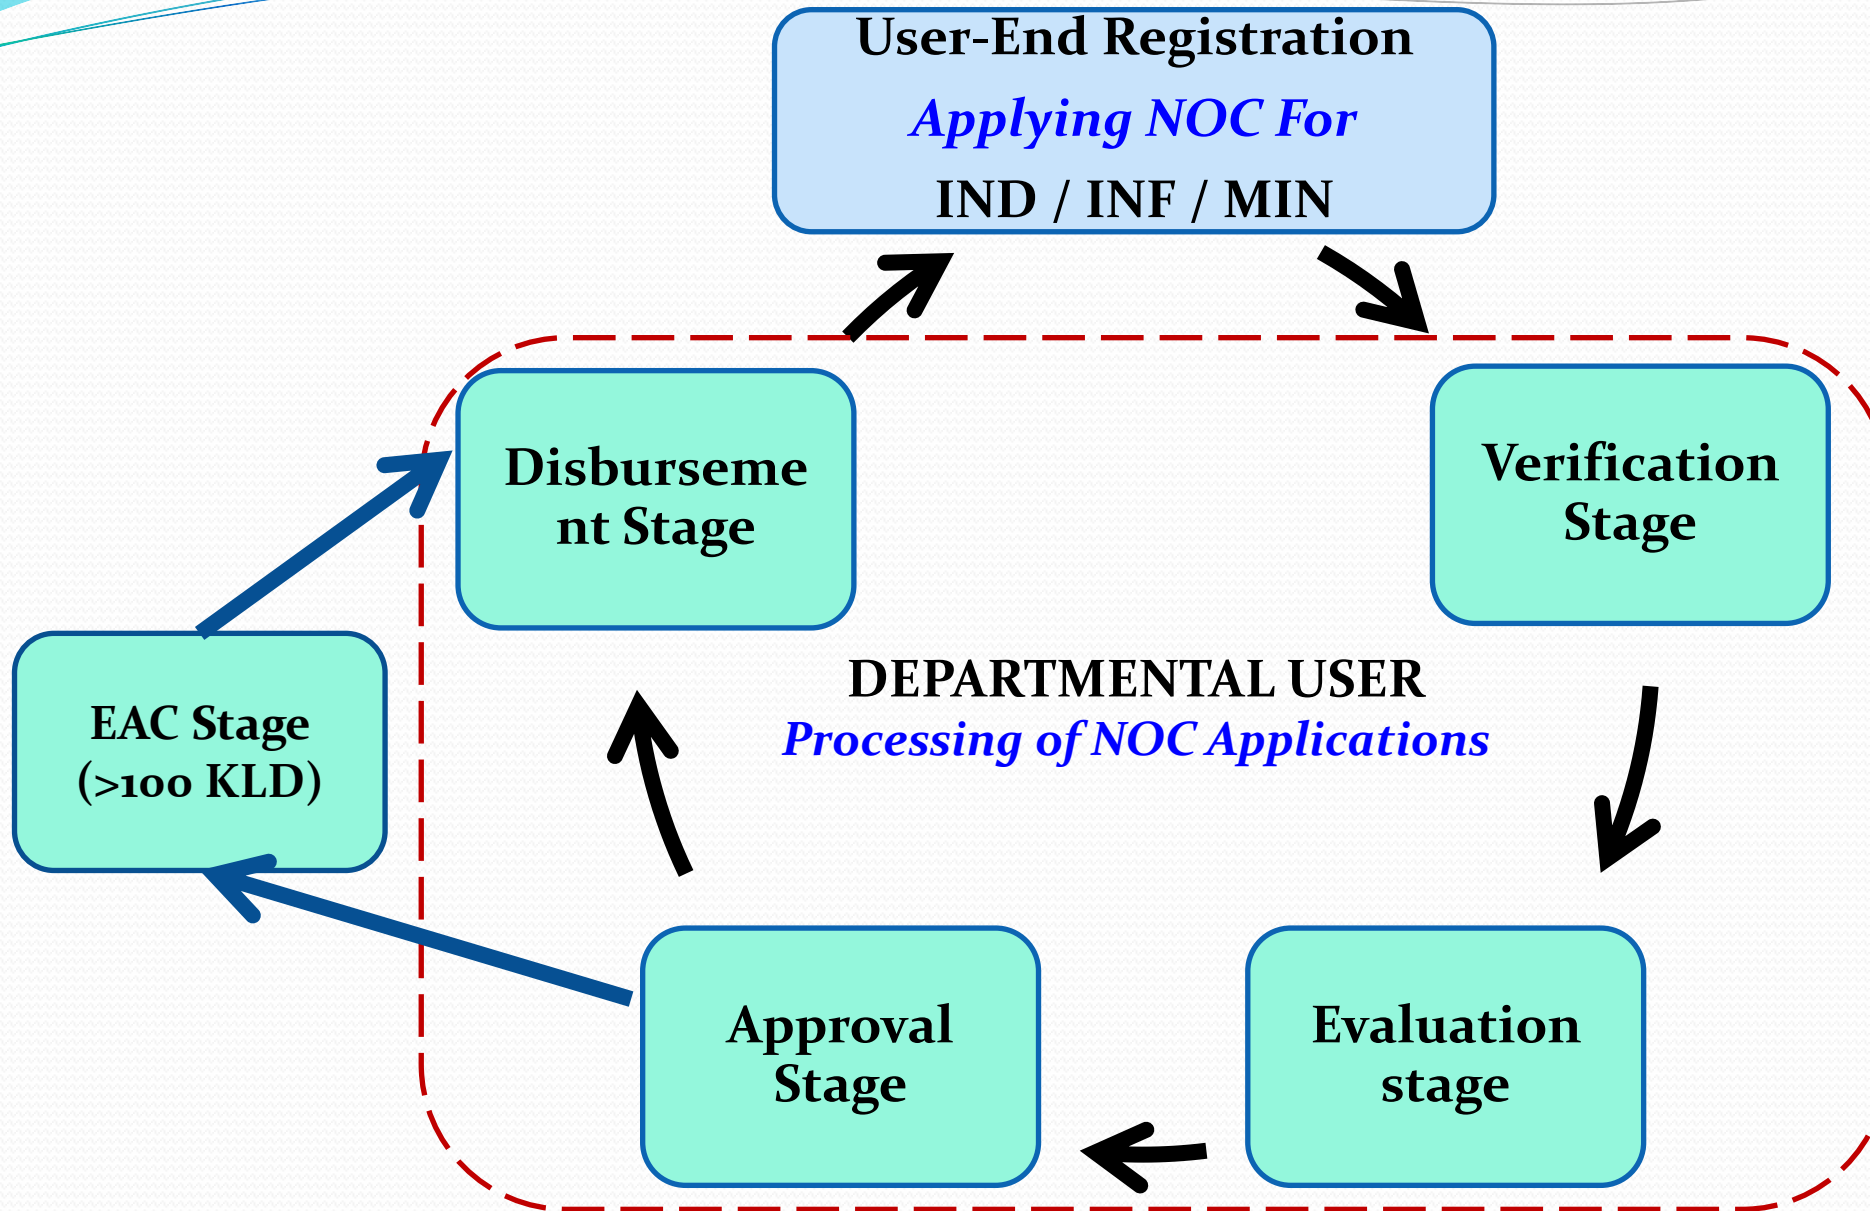 User-End Registration
Applying NOC For
IND / INF / MIN
Disburseme
nt Stage
Verification
Stage
DEPARTMENTAL USER
Processing of NOC Applications
EAC Stage
(>100 KLD)
Approval
Stage
Evaluation
stage